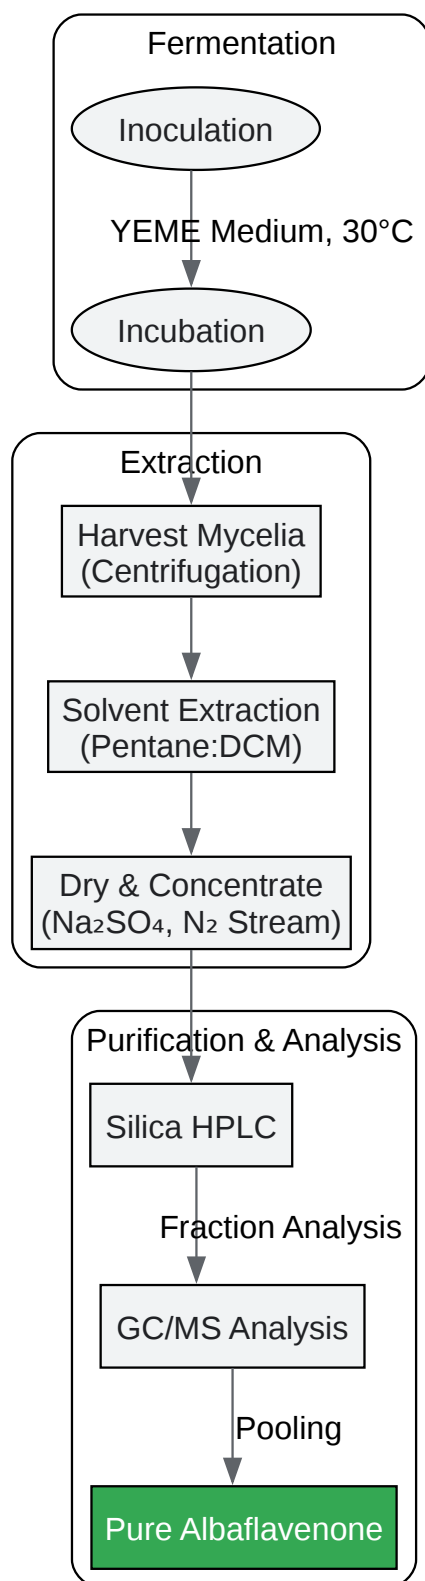 Fermentation
Inoculation
YEME Medium, 30°C
Incubation
Extraction
Harvest Mycelia
(Centrifugation)
Solvent Extraction
(Pentane:DCM)
Dry & Concentrate
(Na₂SO₄, N₂ Stream)
Purification & Analysis
Silica HPLC
Fraction Analysis
GC/MS Analysis
Pooling
Pure Albaflavenone